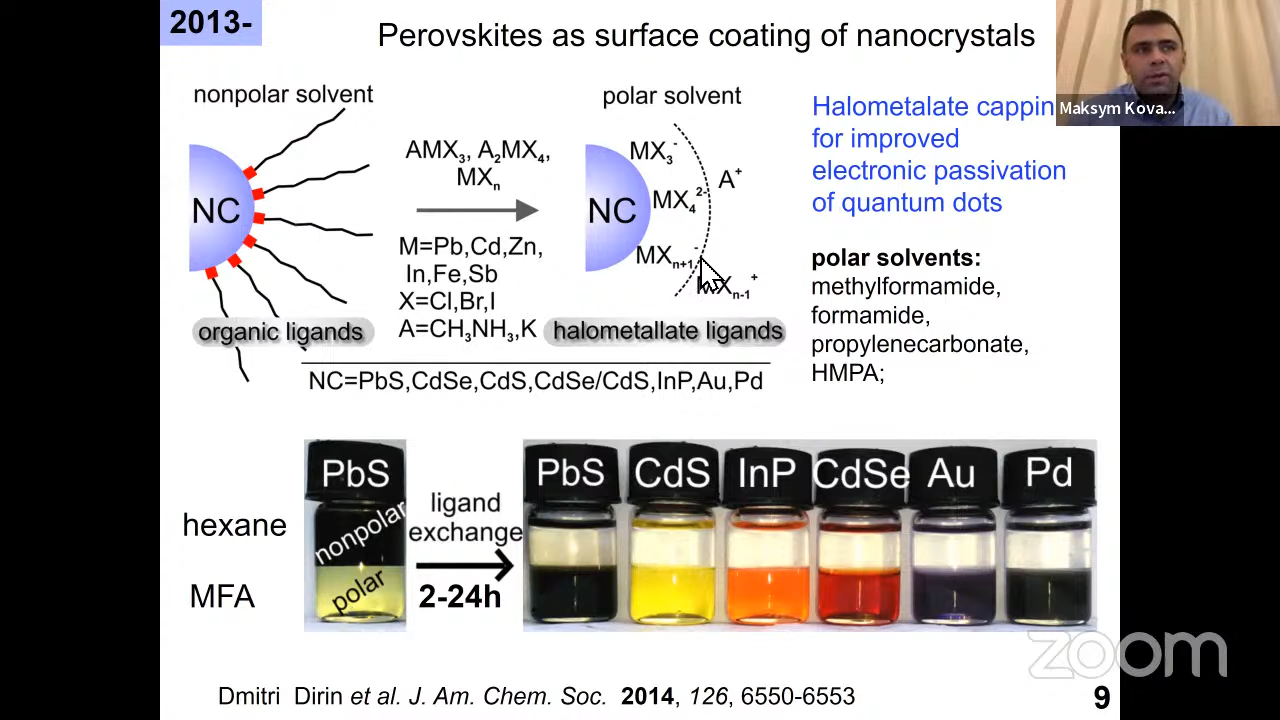 2013-
Perovskites as surface coating of nanocrystals
Maksym Kova...
nonpolar solvent
NC
organic ligands
AMX₃, A₂MX₄,
MXₙ
M=Pb,Cd,Zn,
In,Fe,Sb
X=Cl,Br,I
A=CH₃NH₃,K
polar solvent
NC
MX₃⁻
MX₄²⁻
MXₙ₊₁⁻
A⁺
Xₙ₋₁⁺
halometallate ligands
NC=PbS,CdSe,CdS,CdSe/CdS,InP,Au,Pd
Halometalate cappin
for improved
electronic passivation
of quantum dots
polar solvents:
methylformamide,
formamide,
propylenecarbonate,
HMPA;
hexane
MFA
PbS
nonpolar
polar
ligand
exchange
2-24h
PbS CdS InP CdSe Au Pd
zoom
Dmitri Dirin et al. J. Am. Chem. Soc. 2014, 126, 6550-6553
9